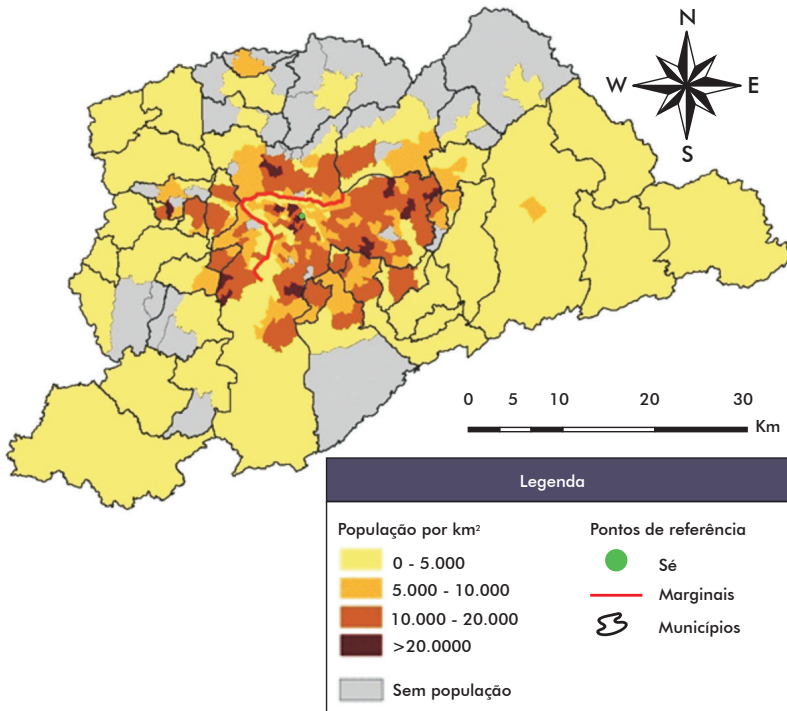 N
W E
S
0 5 10 20 30
Km
Legenda
População por km²
0 - 5.000
5.000 - 10.000
10.000 - 20.000
>20.0000
Sem população
Pontos de referência
Sé
Marginais
Municípios